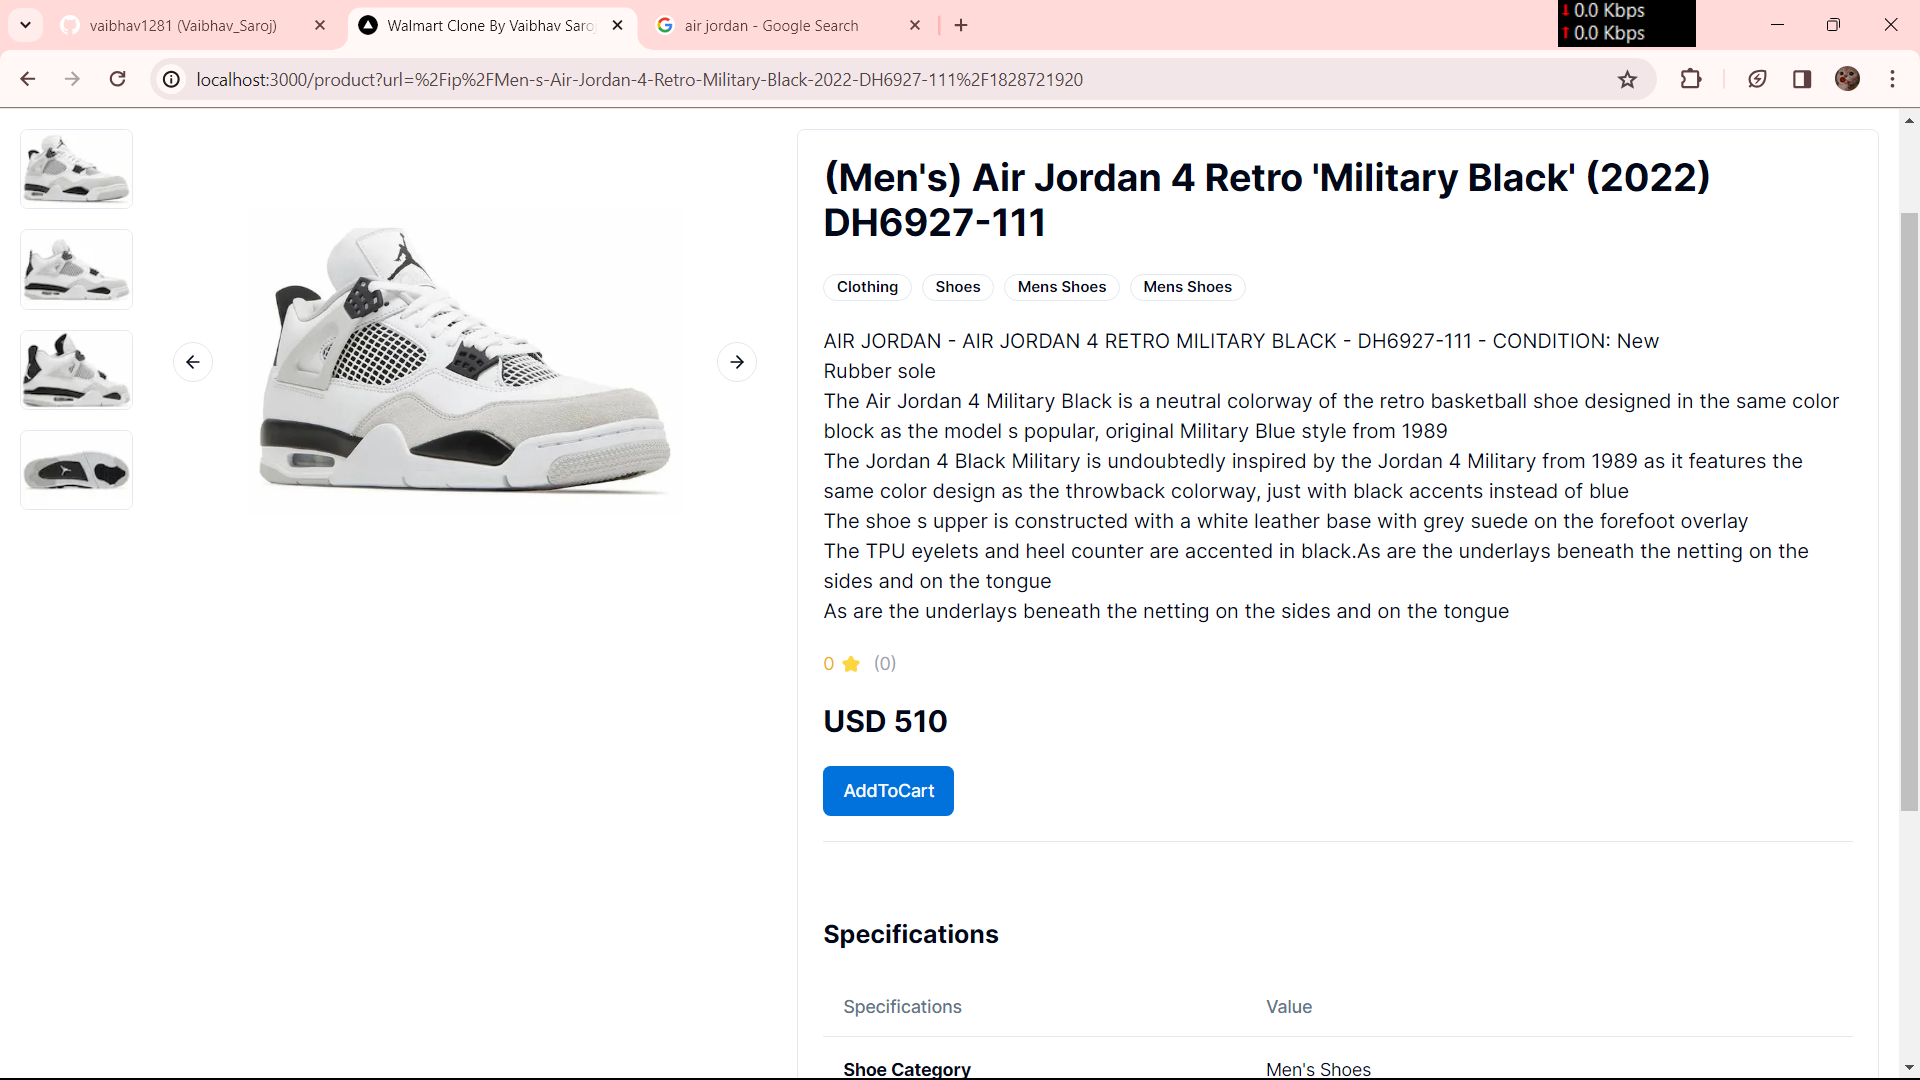 vaibhav1281 (Vaibhav_Saroj)
Walmart Clone By Vaibhav Saro
air jordan - Google Search
0.0 Kbps
0.0 Kbps
localhost:3000/product?url=%2Fip%2FMen-s-Air-Jordan-4-Retro-Military-Black-2022-DH6927-111%2F1828721920
(Men's) Air Jordan 4 Retro 'Military Black' (2022)
DH6927-111
Clothing
Shoes
Mens Shoes
Mens Shoes
AIR JORDAN - AIR JORDAN 4 RETRO MILITARY BLACK - DH6927-111 - CONDITION: New
Rubber sole
The Air Jordan 4 Military Black is a neutral colorway of the retro basketball shoe designed in the same color
block as the model s popular, original Military Blue style from 1989
The Jordan 4 Black Military is undoubtedly inspired by the Jordan 4 Military from 1989 as it features the
same color design as the throwback colorway, just with black accents instead of blue
The shoe s upper is constructed with a white leather base with grey suede on the forefoot overlay
The TPU eyelets and heel counter are accented in black.As are the underlays beneath the netting on the
sides and on the tongue
As are the underlays beneath the netting on the sides and on the tongue
0 (0)
USD 510
AddToCart
Specifications
Specifications Value
Shoe Category Men's Shoes